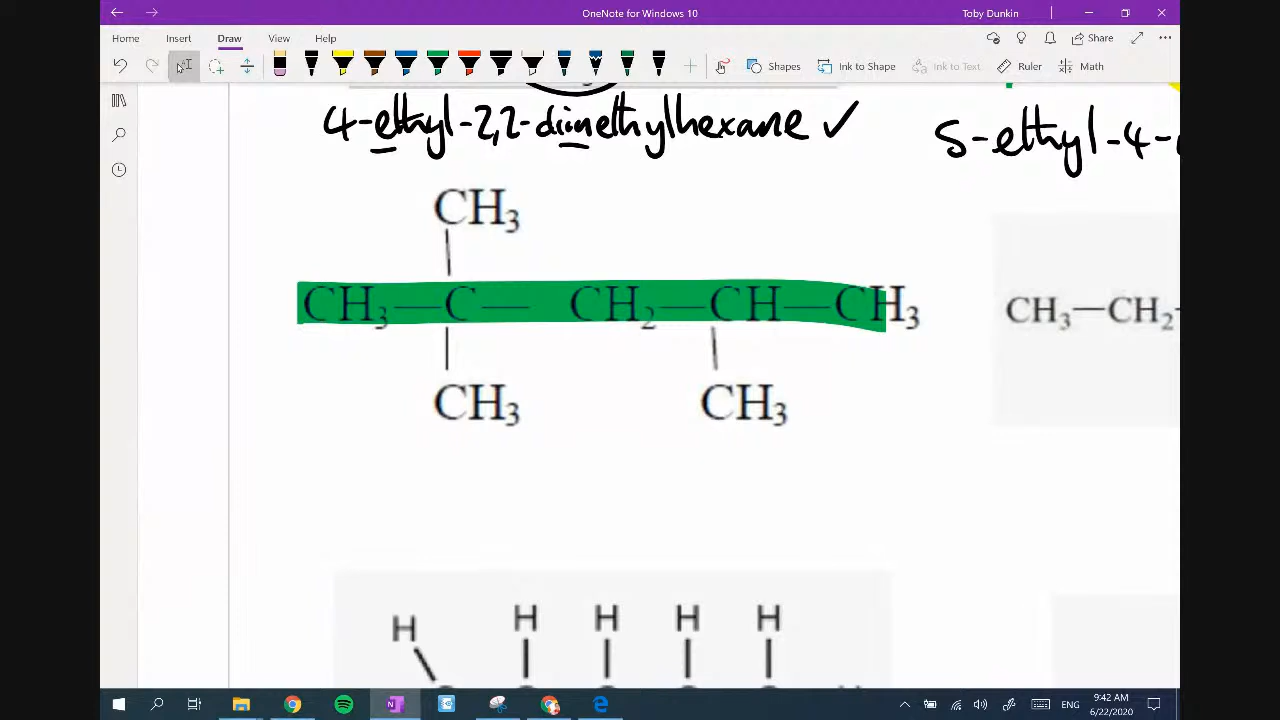 OneNote for Windows 10
Toby Dunkin
Home Insert Draw View Help
Share
Shapes Ink to Shape Ink to Text Ruler Math
4-ethyl-2,2-dimethylhexane ✓
5-ethyl-4-
CH₃
CH₃—C— CH₂—CH—CH₃
CH₃—CH₂-
CH₃ CH₃
H H H H H
ENG
9:42 AM
6/22/2020